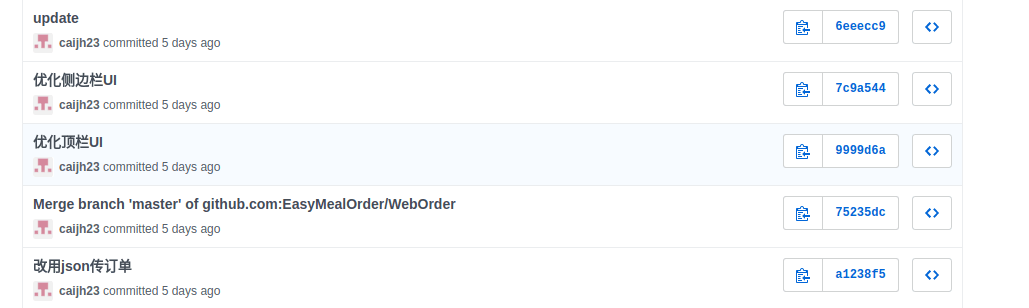 update
6eeecc9
caijh23 committed 5 days ago
优化侧边栏UI
7c9a544
caijh23 committed 5 days ago
优化顶栏UI
9999d6a
caijh23 committed 5 days ago
Merge branch 'master' of github.com:EasyMealOrder/WebOrder
75235dc
caijh23 committed 5 days ago
改用json传订单
a1238f5
caijh23 committed 5 days ago